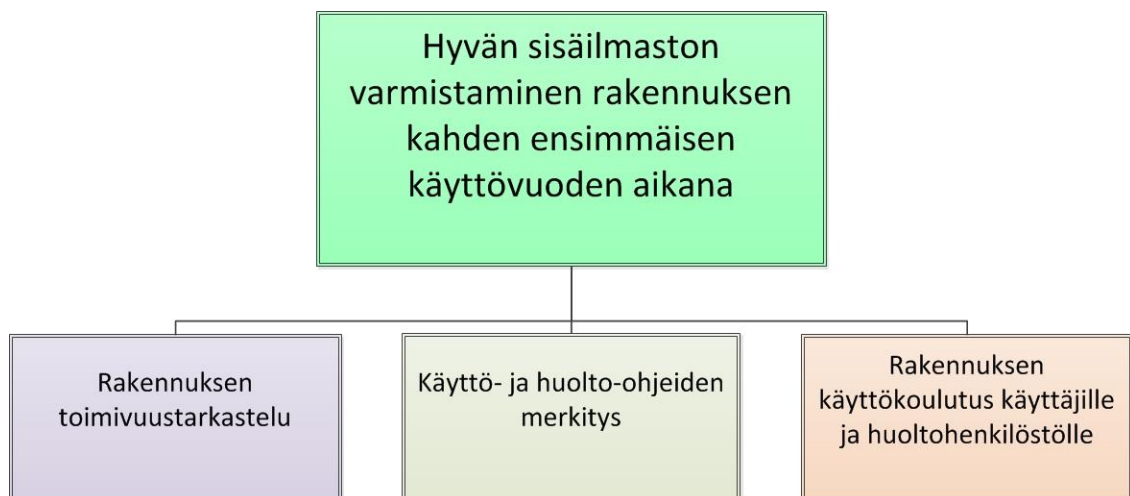 Hyvän sisäilmaston
varmistaminen rakennuksen
kahden ensimmäisen
käyttövuoden aikana
Rakennuksen
toimivuustarkastelu
Käyttö- ja huolto-ohjeiden
merkitys
Rakennuksen
käyttökoulutus käyttäjille
ja huoltohenkilöstölle